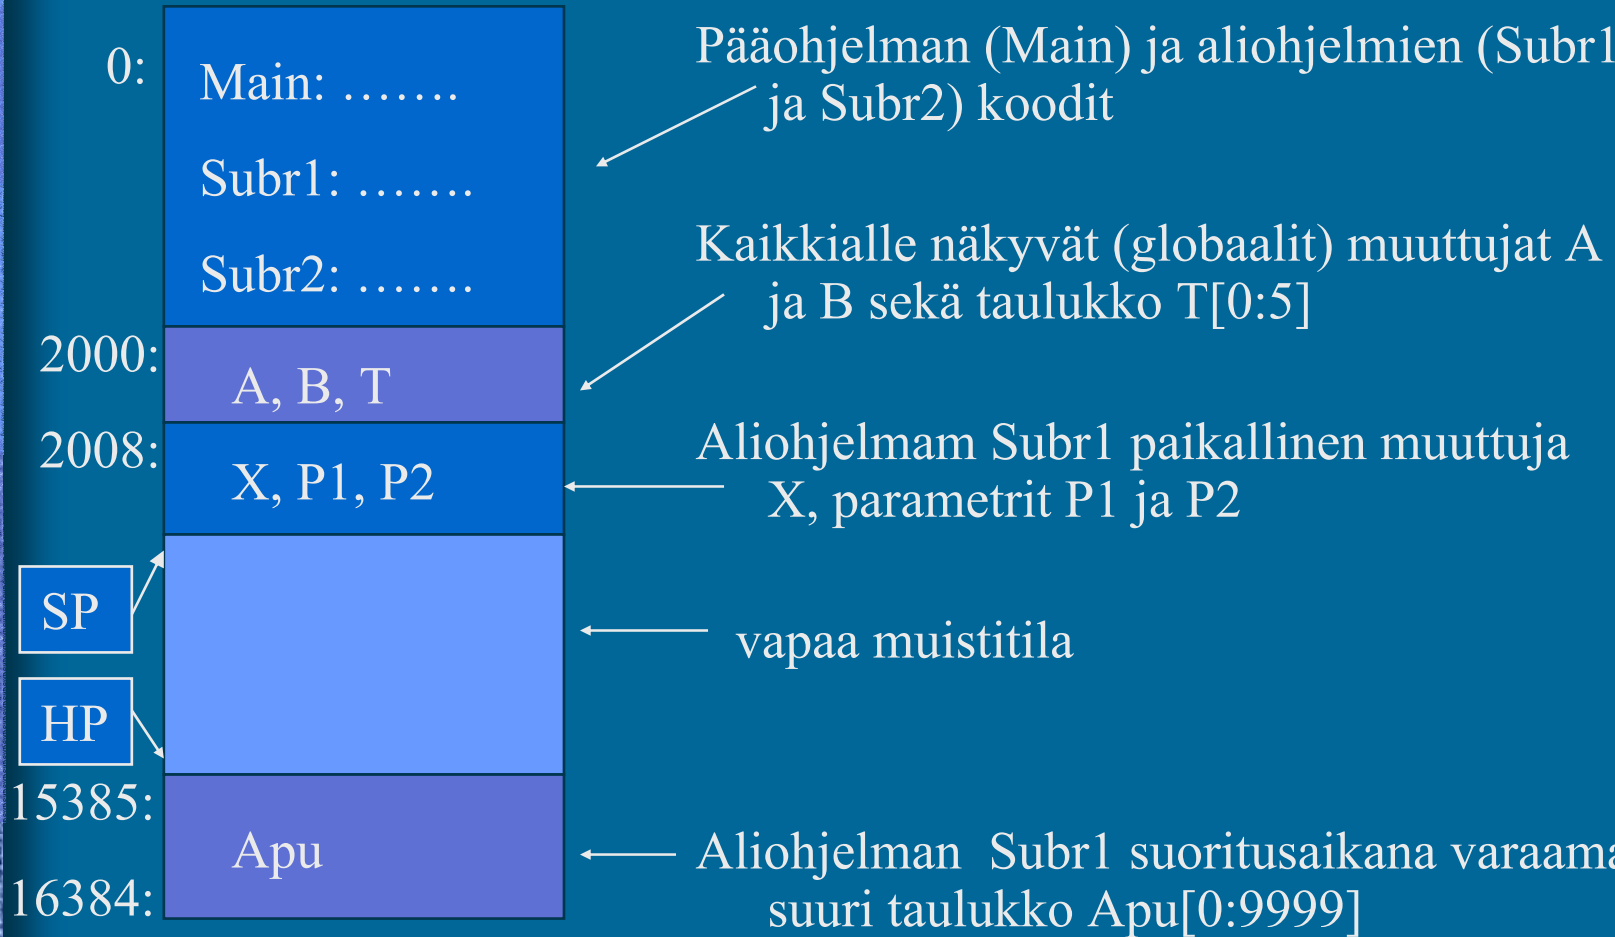 0:
Main: …….
Subr1: …….
Subr2: …….
Pääohjelman (Main) ja aliohjelmien (Subr1
ja Subr2) koodit
Kaikkialle näkyvät (globaalit) muuttujat A
ja B sekä taulukko T[0:5]
2000:
A, B, T
2008:
X, P1, P2
Aliohjelmam Subr1 paikallinen muuttuja
X, parametrit P1 ja P2
SP
vapaa muistitila
HP
15385:
Apu
16384:
Aliohjelman Subr1 suoritusaikana varaama
suuri taulukko Apu[0:9999]